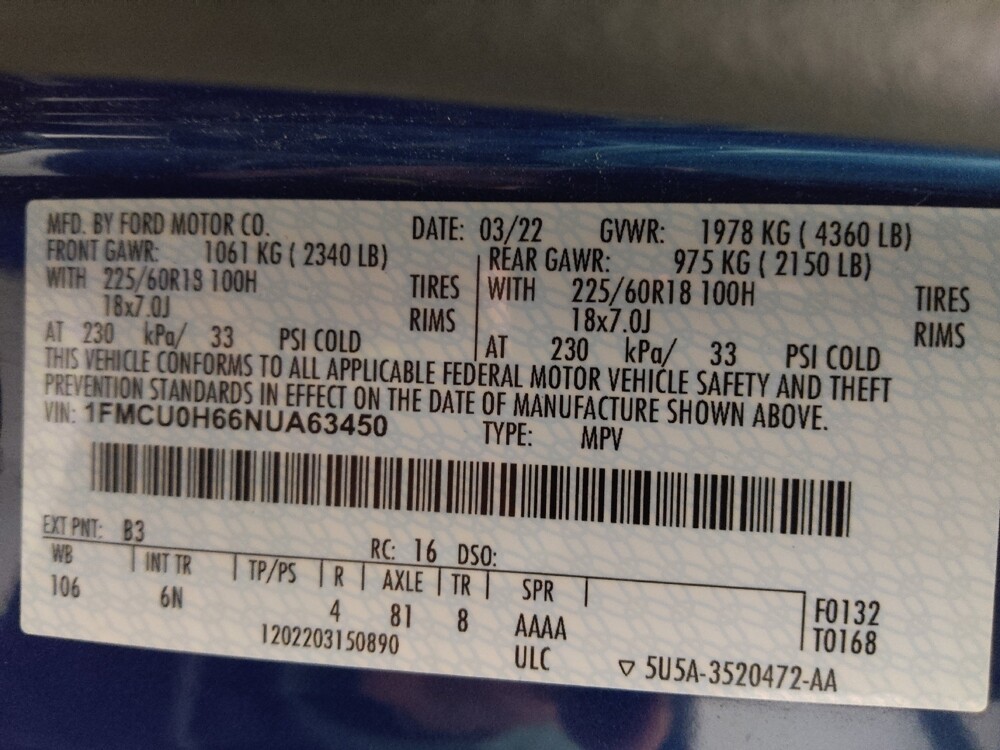 MFD. BY FORD MOTOR CO. DATE: 03/22 GVWR: 1978 KG ( 4360 LB)
FRONT GAWR: 1061 KG ( 2340 LB) REAR GAWR: 975 KG ( 2150 LB)
WITH 225/60R18 100H TIRES WITH 225/60R18 100H TIRES
18x7.0J RIMS 18x7.0J RIMS
AT 230 kPa/ 33 PSI COLD AT 230 kPa/ 33 PSI COLD
THIS VEHICLE CONFORMS TO ALL APPLICABLE FEDERAL MOTOR VEHICLE SAFETY AND THEFT
PREVENTION STANDARDS IN EFFECT ON THE DATE OF MANUFACTURE SHOWN ABOVE.
VIN: 1FMCU0H66NUA63450 TYPE: MPV
EXT PNT: B3 RC: 16 DSO:
WB INT TR TP/PS R AXLE TR SPR
106 6N 4 81 8 AAAA F0132
1202203150890 ULC T0168
▽ 5U5A-3520472-AA